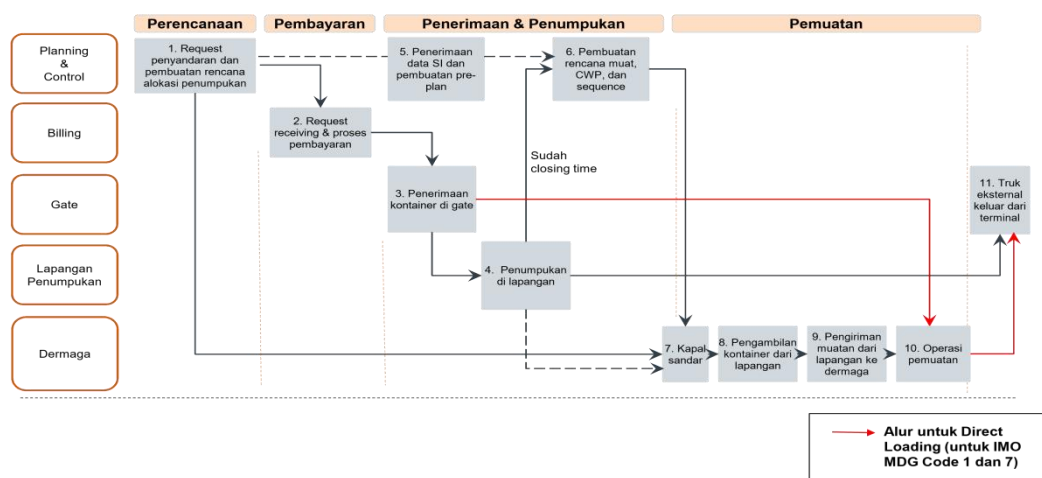 Perencanaan
Pembayaran
Penerimaan & Penumpukan
Pemuatan
Planning
&
Control
1. Request
penyandaran dan
pembuatan rencana
alokasi penumpukan
5. Penerimaan
data SI dan
pembuatan pre-
plan
6. Pembuatan
rencana muat,
CWP, dan
sequence
Billing
2. Request
receiving & proses
pembayaran
Sudah
closing time
Gate
3. Penerimaan
kontainer di gate
11. Truk
eksternal
keluar dari
terminal
Lapangan
Penumpukan
4. Penumpukan
di lapangan
Dermaga
7. Kapal
sandar
8. Pengambilan
kontainer dari
lapangan
9. Pengiriman
muatan dari
lapangan ke
dermaga
10. Operasi
pemuatan
Alur untuk Direct
Loading (untuk IMO
MDG Code 1 dan 7)